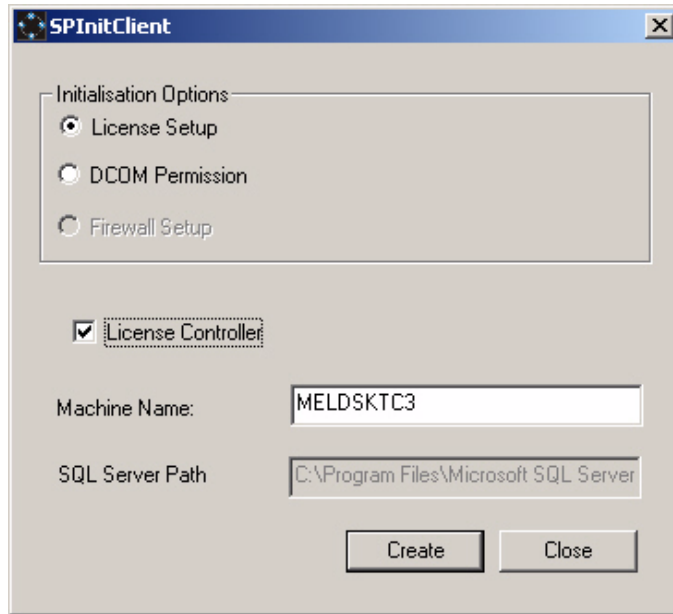 SPInitClient
Initialisation Options
License Setup
DCOM Permission
Firewall Setup
License Controller
Machine Name: MELDSKTC3
SQL Server Path C:\Program Files\Microsoft SQL Server
Create Close